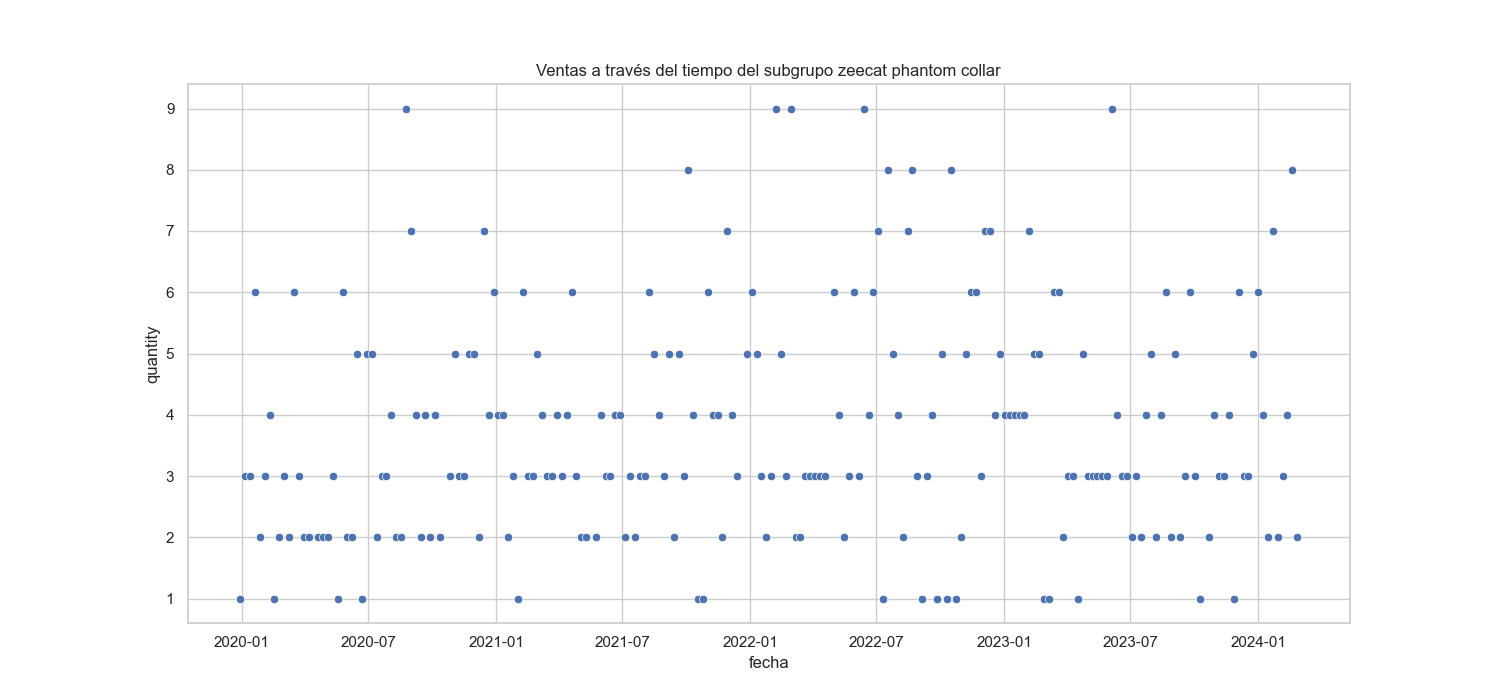 Ventas a través del tiempo del subgrupo zeecat phantom collar
quantity
9
8
7
6
5
4
3
2
1
2020-01 2020-07 2021-01 2021-07 2022-01 2022-07 2023-01 2023-07 2024-01
fecha